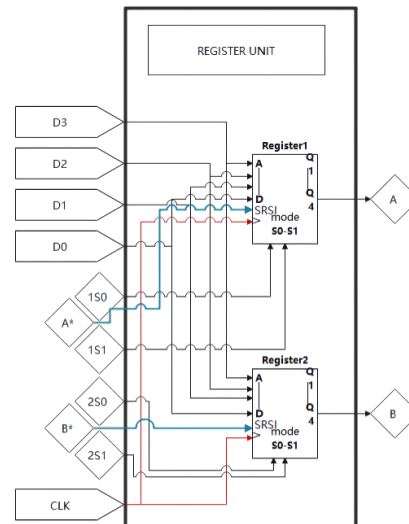 REGISTER UNIT
D3
D2
D1
D0
Register1
A
D
SRSI
mode
S0-S1
Q
1
Q
4
A
1S0
A*
1S1
Register2
A
D
SRSI
mode
S0-S1
Q
1
Q
4
B
2S0
B*
2S1
CLK